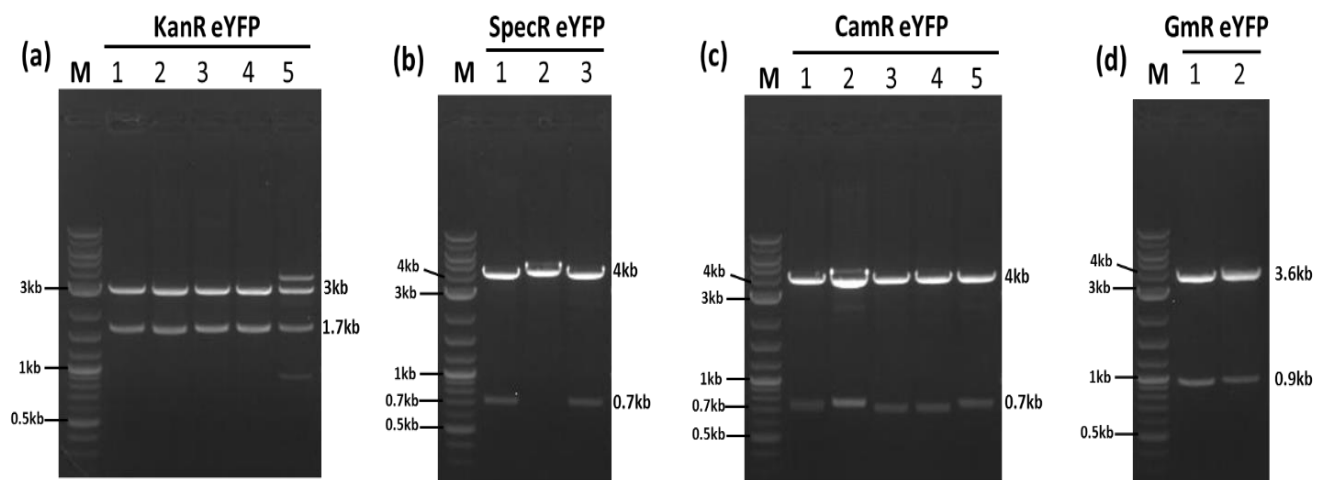 KanR eYFP
(a)
M 1 2 3 4 5
3kb
1kb
0.5kb
3kb
1.7kb
SpecR eYFP
(b)
M 1 2 3
4kb
3kb
1kb
0.7kb
0.5kb
4kb
0.7kb
CamR eYFP
(c)
M 1 2 3 4 5
4kb
3kb
1kb
0.7kb
0.5kb
4kb
0.7kb
GmR eYFP
(d)
M 1 2
4kb
3kb
1kb
0.5kb
3.6kb
0.9kb